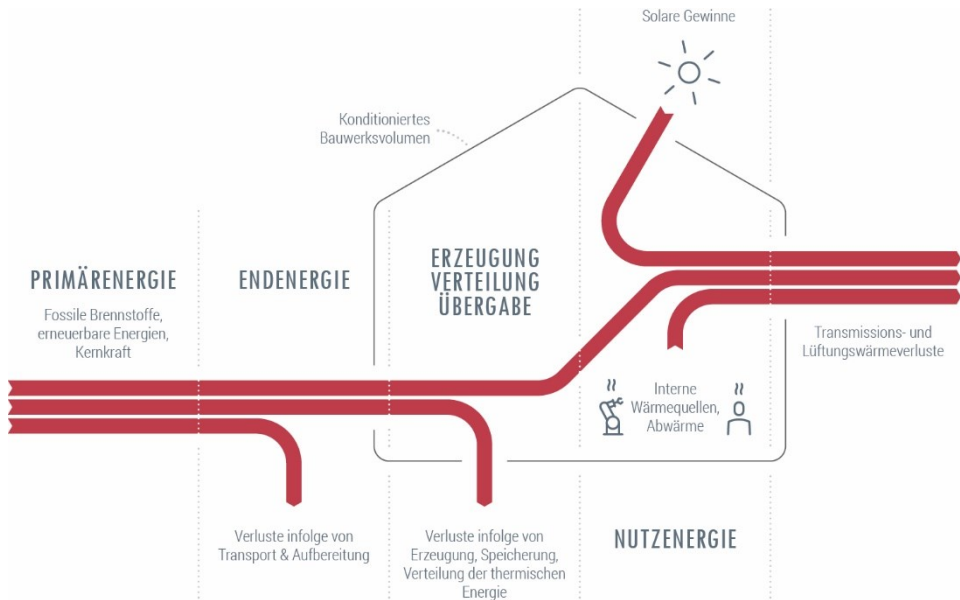 Solare Gewinne
Konditioniertes
Bauwerksvolumen
PRIMÄRENERGIE
Fossile Brennstoffe,
erneuerbare Energien,
Kernkraft
ENDENERGIE
ERZEUGUNG
VERTEILUNG
ÜBERGABE
Transmissions- und
Lüftungswärmeverluste
Interne
Wärmequellen,
Abwärme
Verluste infolge von
Transport & Aufbereitung
Verluste infolge von
Erzeugung, Speicherung,
Verteilung der thermischen
Energie
NUTZENERGIE